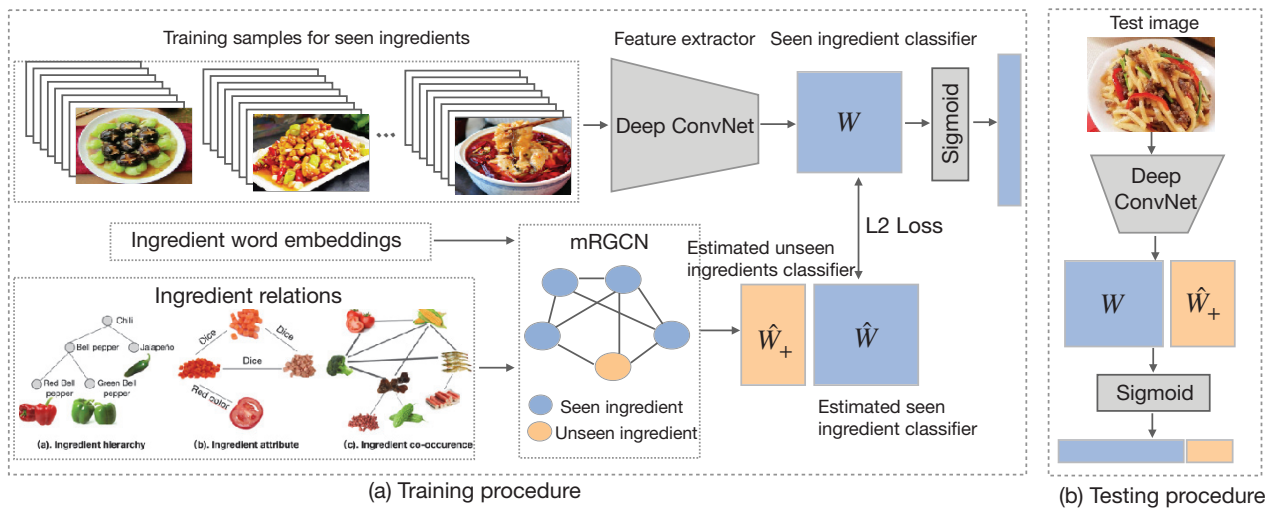 Training samples for seen ingredients
Feature extractor
Seen ingredient classifier
Deep ConvNet
W
Sigmoid
L2 Loss
Ingredient word embeddings
mRGCN
Estimated unseen
ingredients classifier
Ŵ₊
Ŵ
Estimated seen
ingredient classifier
Seen ingredient
Unseen ingredient
Ingredient relations
Chili
Bell pepper
Jalapeño
Red Bell
pepper
Green Bell
pepper
(a). Ingredient hierarchy
Dice
Dice
Dice
Red color
(b). Ingredient attribute
(c). Ingredient co-occurence
(a) Training procedure
Test image
Deep
ConvNet
W
Ŵ₊
Sigmoid
(b) Testing procedure